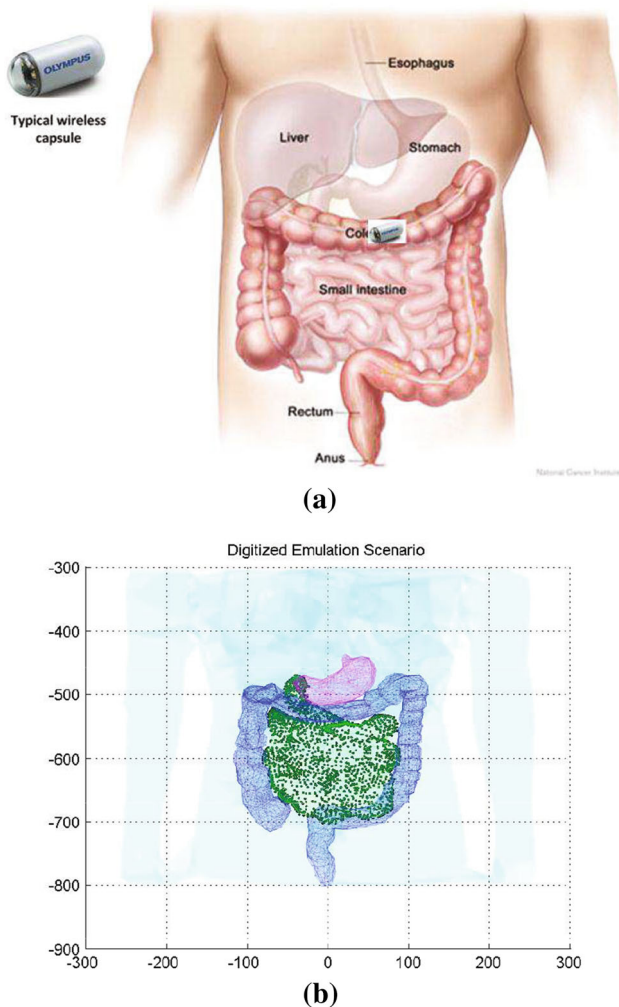 OLYMPUS
Typical wireless
capsule
Esophagus
Liver
Stomach
Small intestine
Rectum
Anus
National Cancer Institute
(a)
Digitized Emulation Scenario
-300
-400
-500
-600
-700
-800
-900
-300
-200
-100
0
100
200
300
(b)